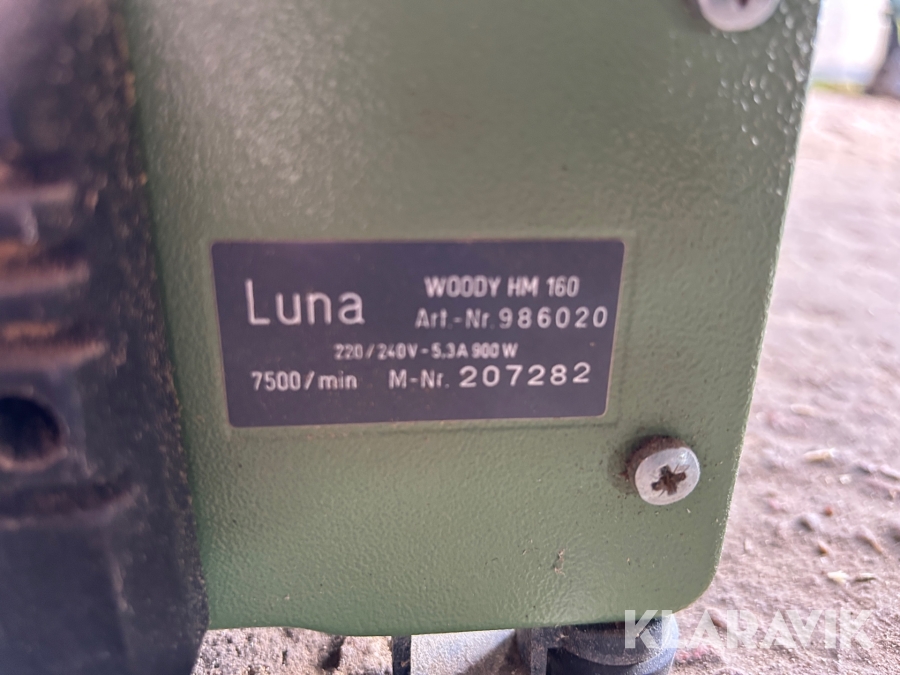 Luna
WOODY HM 160
Art.-Nr. 986020
220/240V - 5.3A 900W
7500/min M-Nr. 207282
KLARAVIK